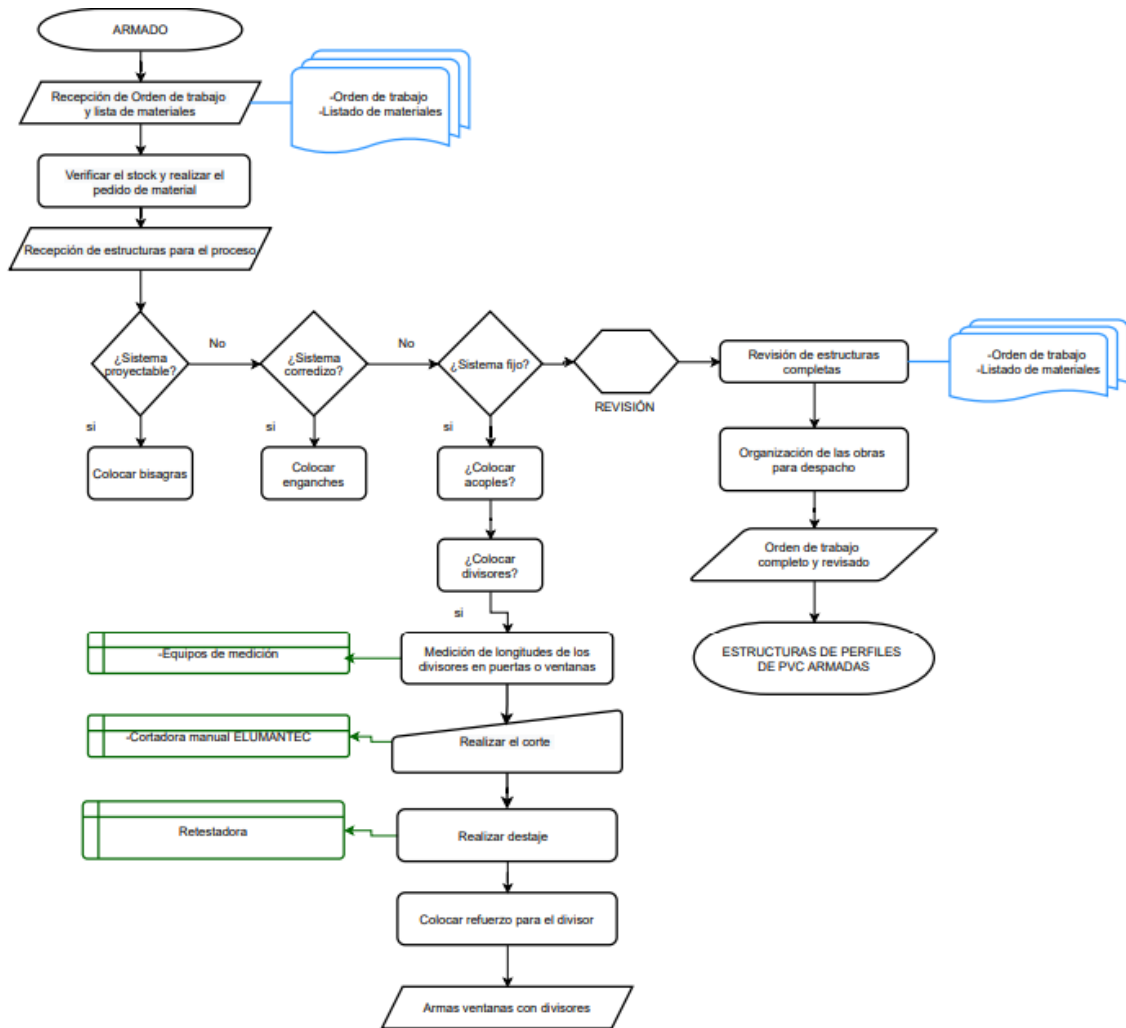 ARMADO
Recepción de Orden de trabajo
y lista de materiales
-Orden de trabajo
-Listado de materiales
Verificar el stock y realizar el
pedido de material
Recepción de estructuras para el proceso
¿Sistema
proyectable?
No
¿Sistema
corredizo?
No
¿Sistema fijo?
REVISIÓN
Revisión de estructuras
completas
-Orden de trabajo
-Listado de materiales
si
si
si
Colocar bisagras
Colocar
enganches
¿Colocar
acoples?
Organización de las obras
para despacho
¿Colocar
divisores?
Orden de trabajo
completo y revisado
si
-Equipos de medición
Medición de longitudes de los
divisores en puertas o ventanas
ESTRUCTURAS DE PERFILES
DE PVC ARMADAS
-Cortadora manual ELUMANTEC
Realizar el corte
Retestadora
Realizar destaje
Colocar refuerzo para el divisor
Armas ventanas con divisores